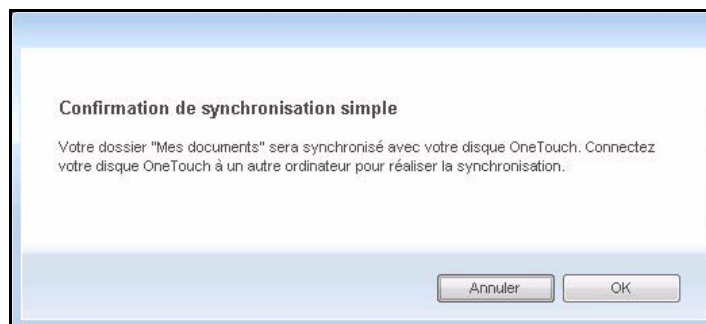 Confirmation de synchronisation simple
Votre dossier "Mes documents" sera synchronisé avec votre disque OneTouch. Connectez
votre disque OneTouch à un autre ordinateur pour réaliser la synchronisation.
Annuler OK